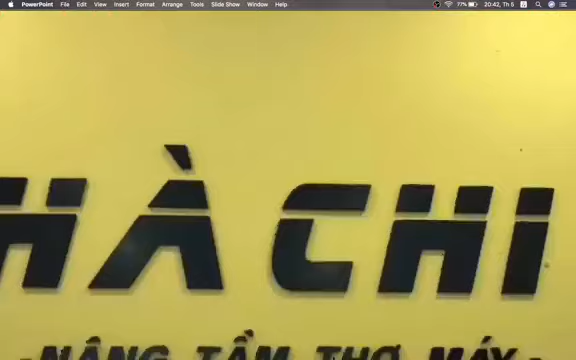 PowerPoint File Edit View Insert Format Arrange Tools Slide Show Window Help 77% 20:42, Th 5
HÀ CHI
NÂNG TẦM THỢ MÁY